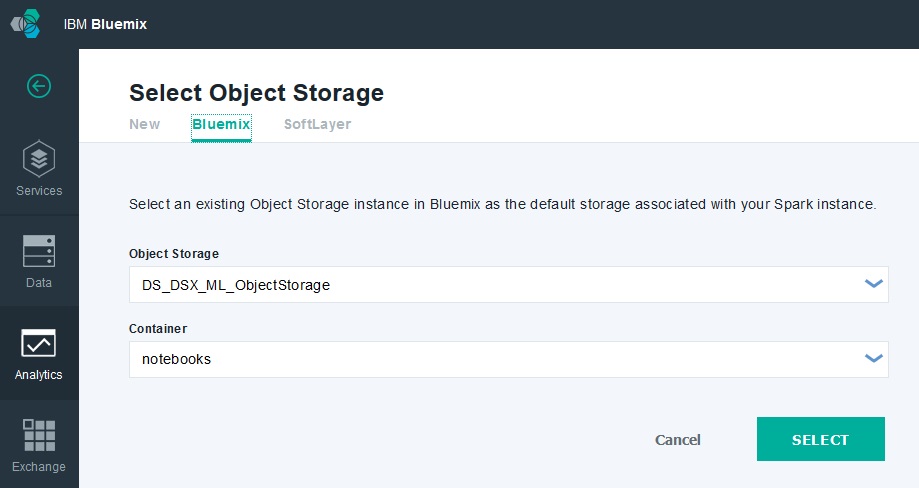 IBM Bluemix
Select Object Storage
New Bluemix SoftLayer
Services
Select an existing Object Storage instance in Bluemix as the default storage associated with your Spark instance.
Object Storage
Data
DS_DSX_ML_ObjectStorage
Container
notebooks
Analytics
Cancel SELECT
Exchange